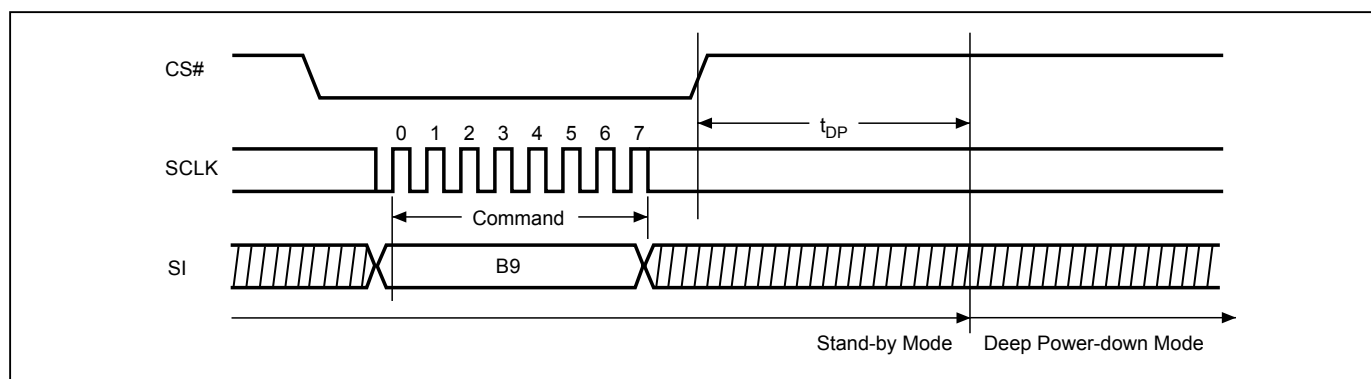 CS#
tDP
0 1 2 3 4 5 6 7
SCLK
Command
SI
B9
Stand-by Mode
Deep Power-down Mode